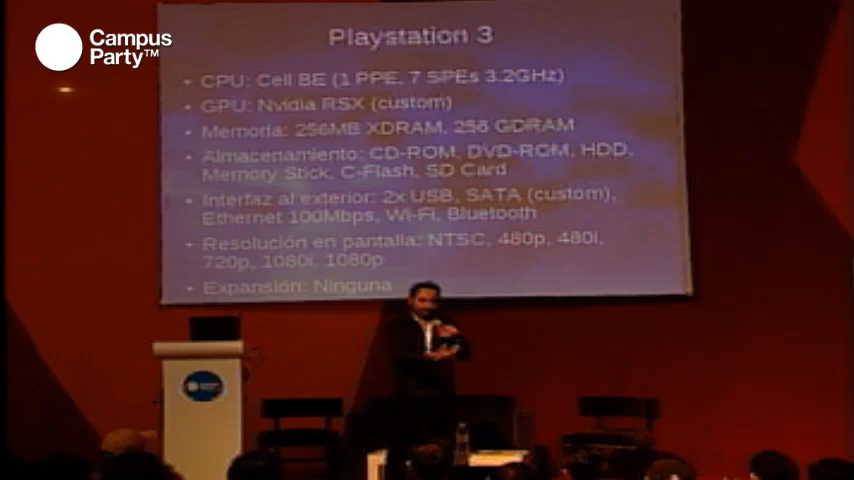 Campus
Party™
Playstation 3
• CPU: Cell BE (1 PPE, 7 SPEs 3.2GHz)
• GPU: Nvidia RSX (custom)
• Memoria: 256MB XDRAM, 256 GDRAM
• Almacenamiento: CD-ROM, DVD-ROM, HDD,
Memory Stick, C-Flash, SD Card
• Interfaz al exterior: 2x USB, SATA (custom),
Ethernet 100Mbps, Wi-Fi, Bluetooth
• Resolución en pantalla: NTSC, 480p, 480i,
720p, 1080i, 1080p
• Expansión: Ninguna